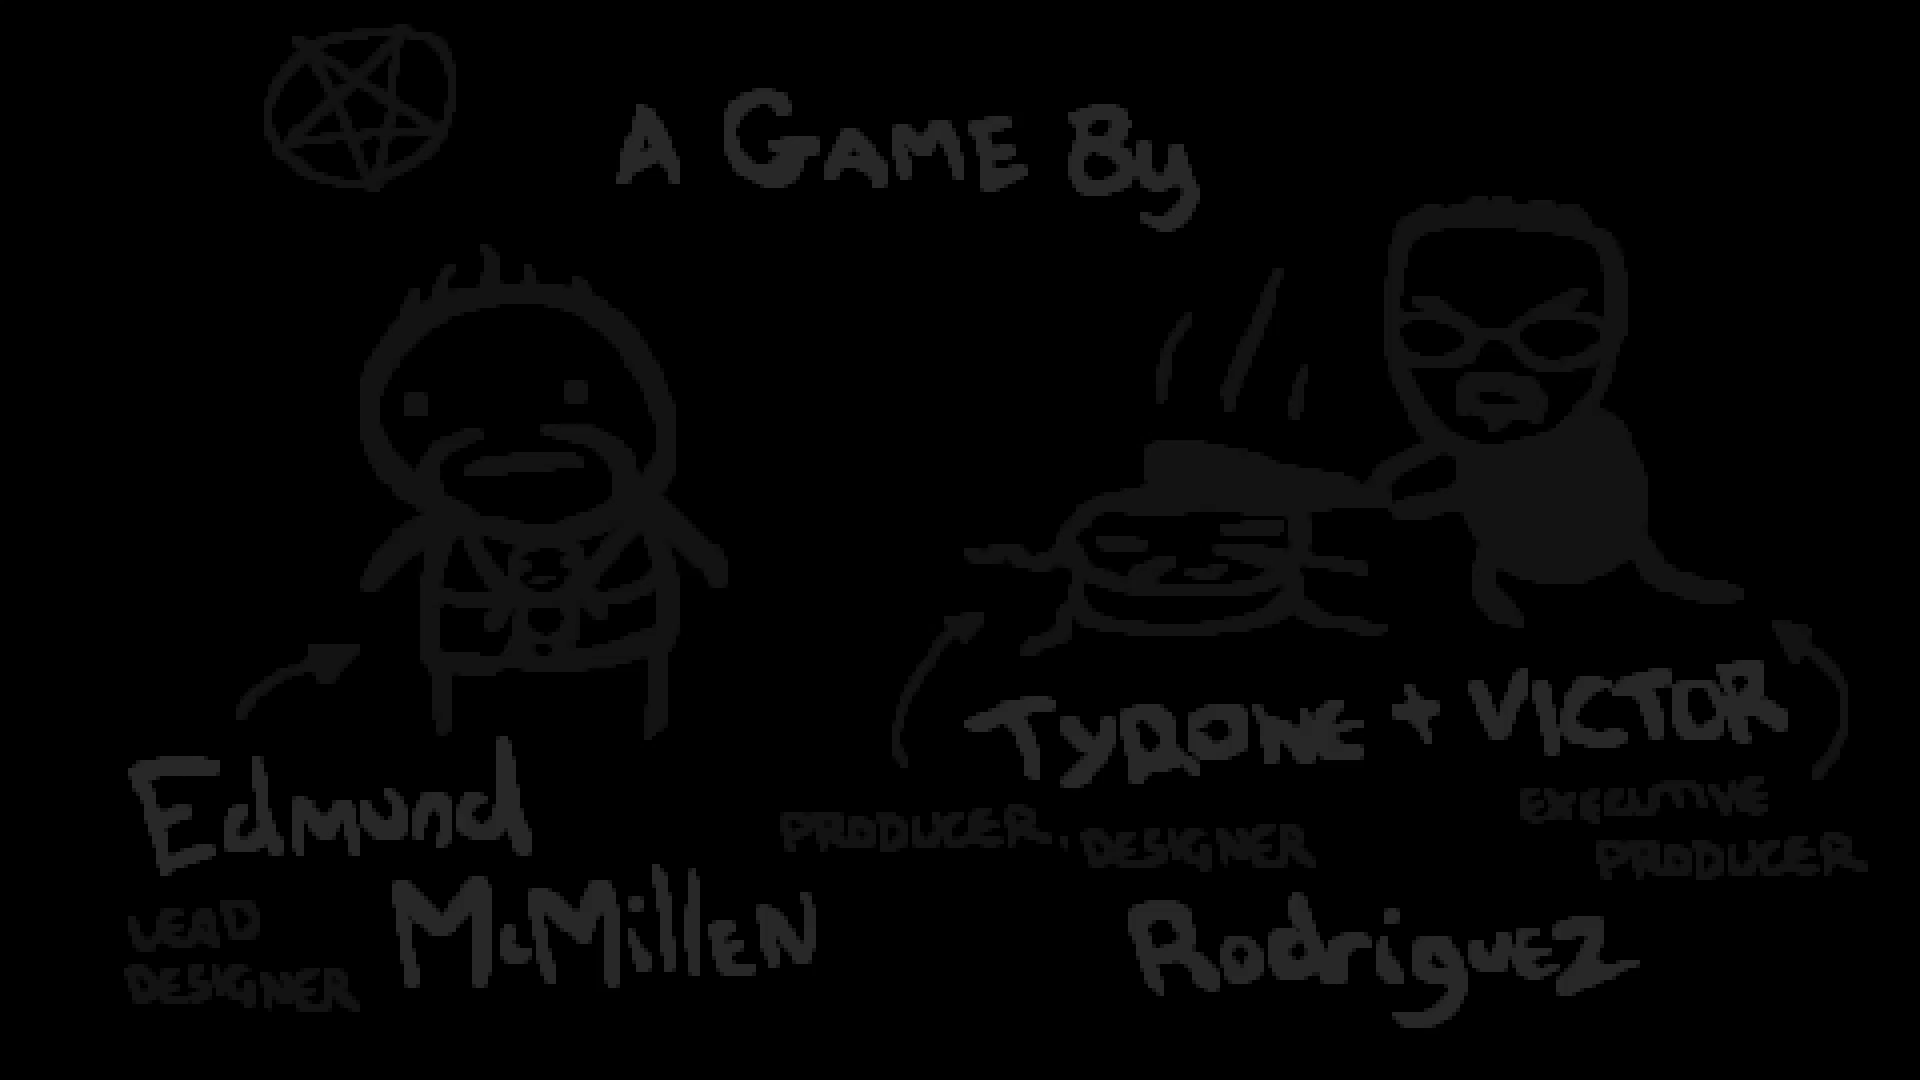 A GAME By
TYRONE + VICTOR
Edmund
PRODUCER, DESIGNER
EXECUTIVE
PRODUCER
McMillEN
LEAD
DESIGNER
RodriguEZ